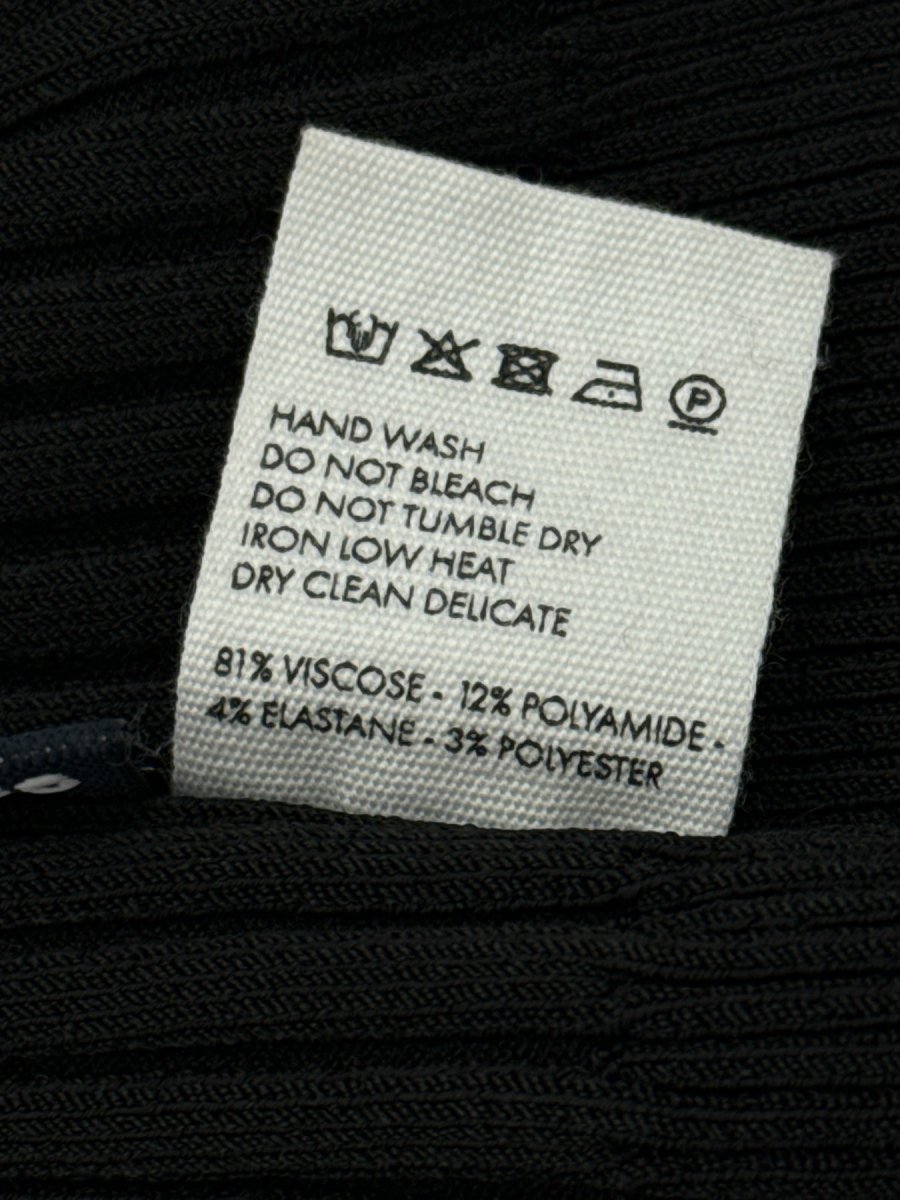 P
HAND WASH
DO NOT BLEACH
DO NOT TUMBLE DRY
IRON LOW HEAT
DRY CLEAN DELICATE
81% VISCOSE - 12% POLYAMIDE -
4% ELASTANE - 3% POLYESTER